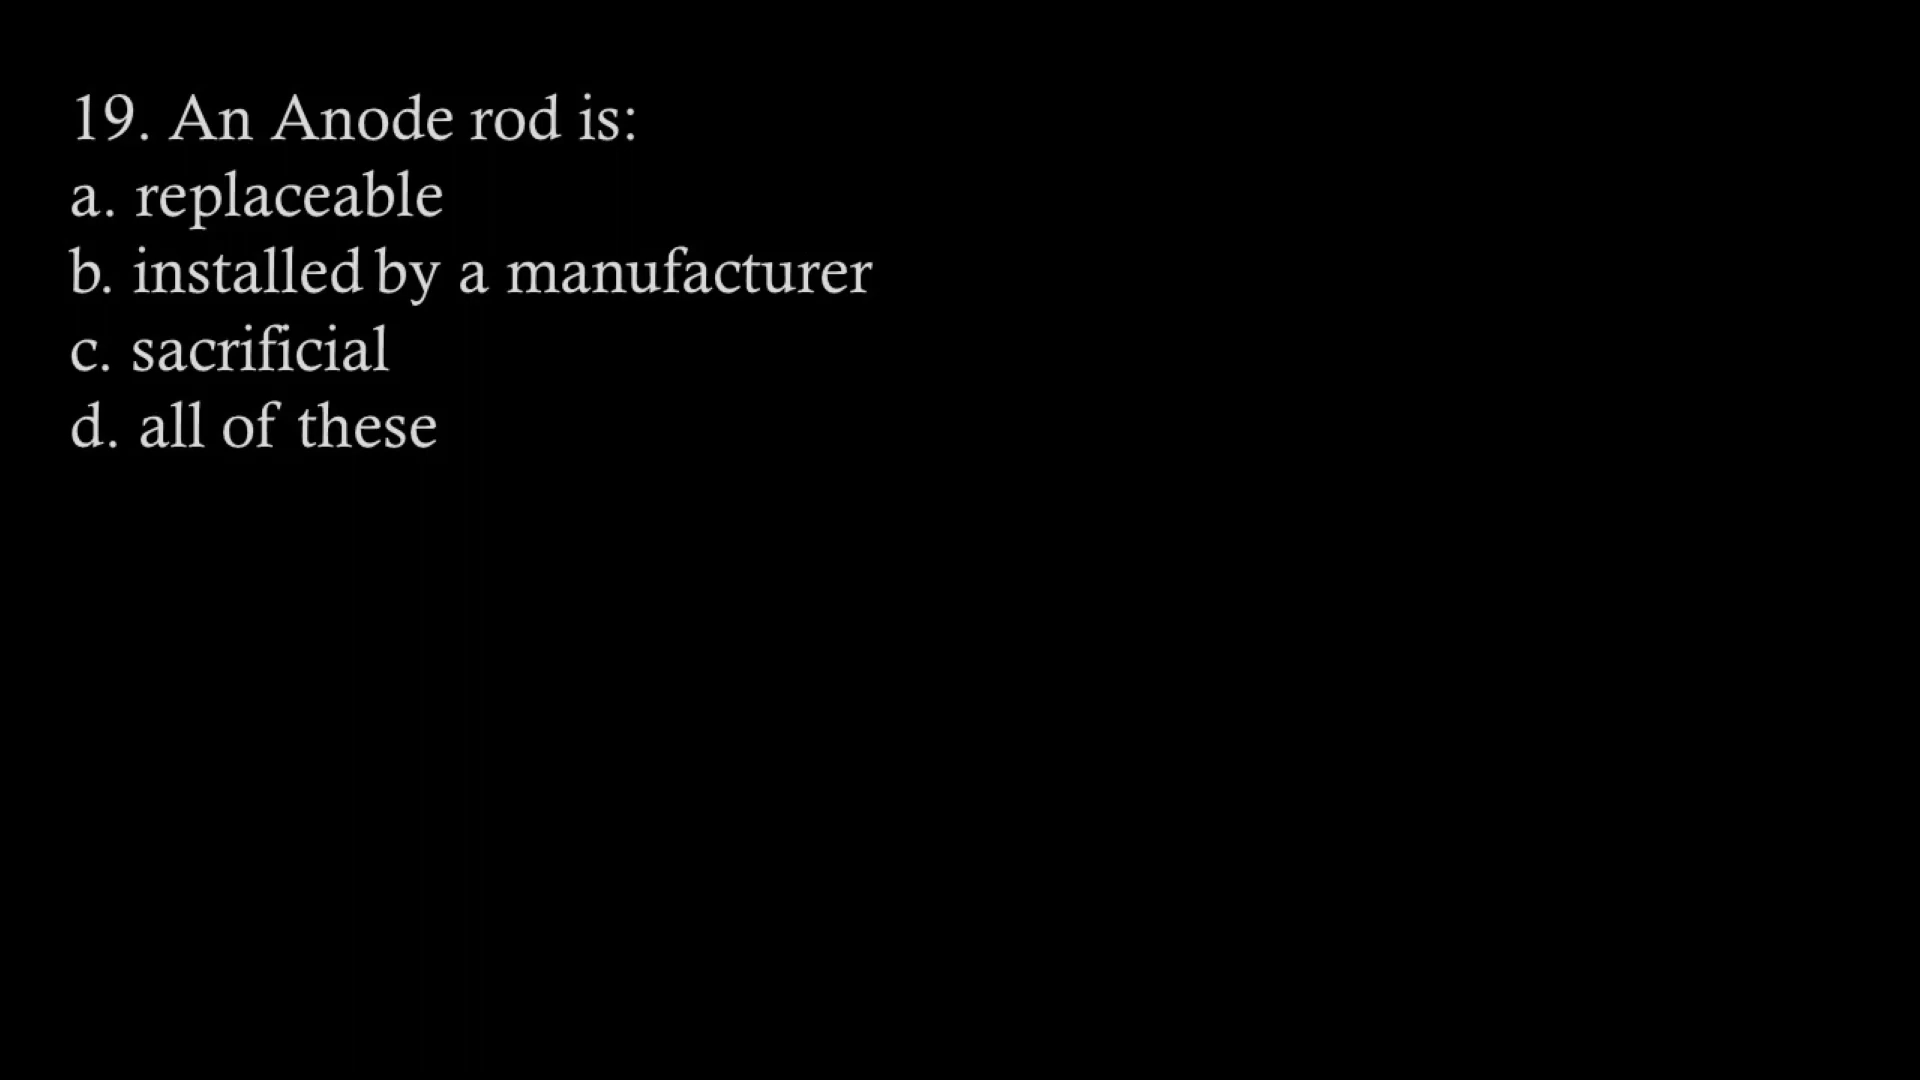 19. An Anode rod is:
a. replaceable
b. installed by a manufacturer
c. sacrificial
d. all of these